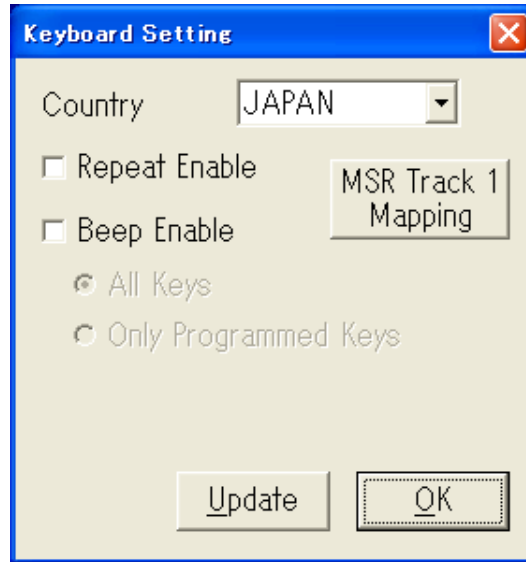 Keyboard Setting
Country
JAPAN
Repeat Enable
MSR Track 1
Mapping
Beep Enable
All Keys
Only Programmed Keys
Update
OK